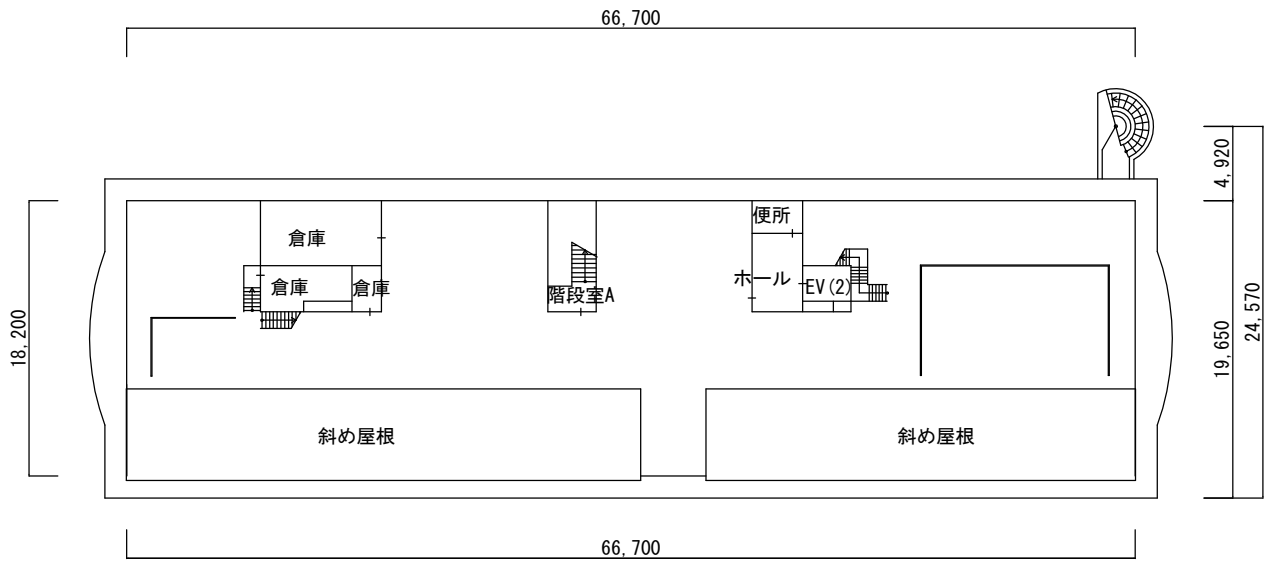 66,700
4,920
便所
倉庫
ホール
倉庫
倉庫
階段室A
EV(2)
18,200
19,650
24,570
斜め屋根
斜め屋根
66,700